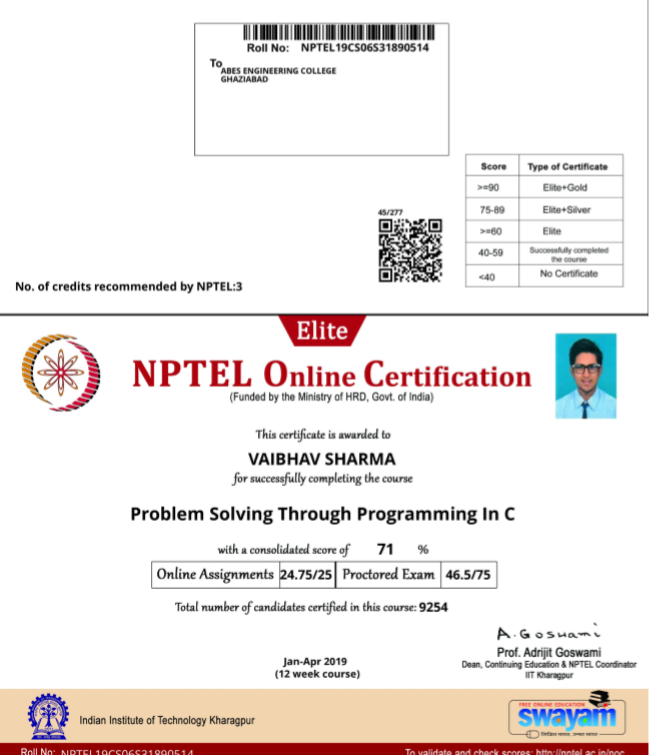 Roll No: NPTEL19CS06S31890514
To
ABES ENGINEERING COLLEGE
GHAZIABAD
Score Type of Certificate
>=90 Elite+Gold
75-89 Elite+Silver
>=60 Elite
40-59 Successfully completed the course
<40 No Certificate
45/277
No. of credits recommended by NPTEL:3
Elite
NPTEL Online Certification
(Funded by the Ministry of HRD, Govt. of India)
This certificate is awarded to
VAIBHAV SHARMA
for successfully completing the course
Problem Solving Through Programming In C
with a consolidated score of 71 %
Online Assignments 24.75/25 Proctored Exam 46.5/75
Total number of candidates certified in this course: 9254
A. Goswami
Prof. Adrijit Goswami
Dean, Continuing Education & NPTEL Coordinator
IIT Kharagpur
Jan-Apr 2019
(12 week course)
Indian Institute of Technology Kharagpur
FREE ONLINE EDUCATION
swayam
शिक्षित भारत, उन्नत भारत
Roll No: NPTEL19CS06S31890514 To validate and check scores: http://nptel.ac.in/noc